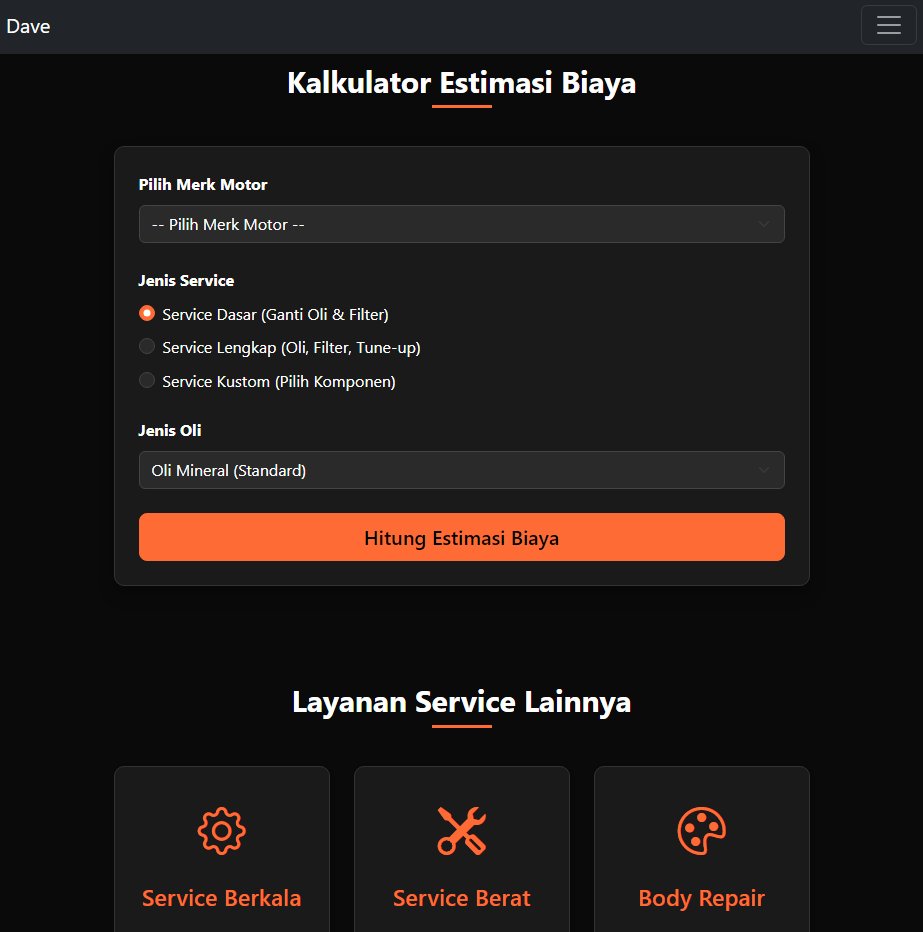 Dave
Kalkulator Estimasi Biaya
Pilih Merk Motor
-- Pilih Merk Motor --
Jenis Service
Service Dasar (Ganti Oli & Filter)
Service Lengkap (Oli, Filter, Tune-up)
Service Kustom (Pilih Komponen)
Jenis Oli
Oli Mineral (Standard)
Hitung Estimasi Biaya
Layanan Service Lainnya
Service Berkala
Service Berat
Body Repair